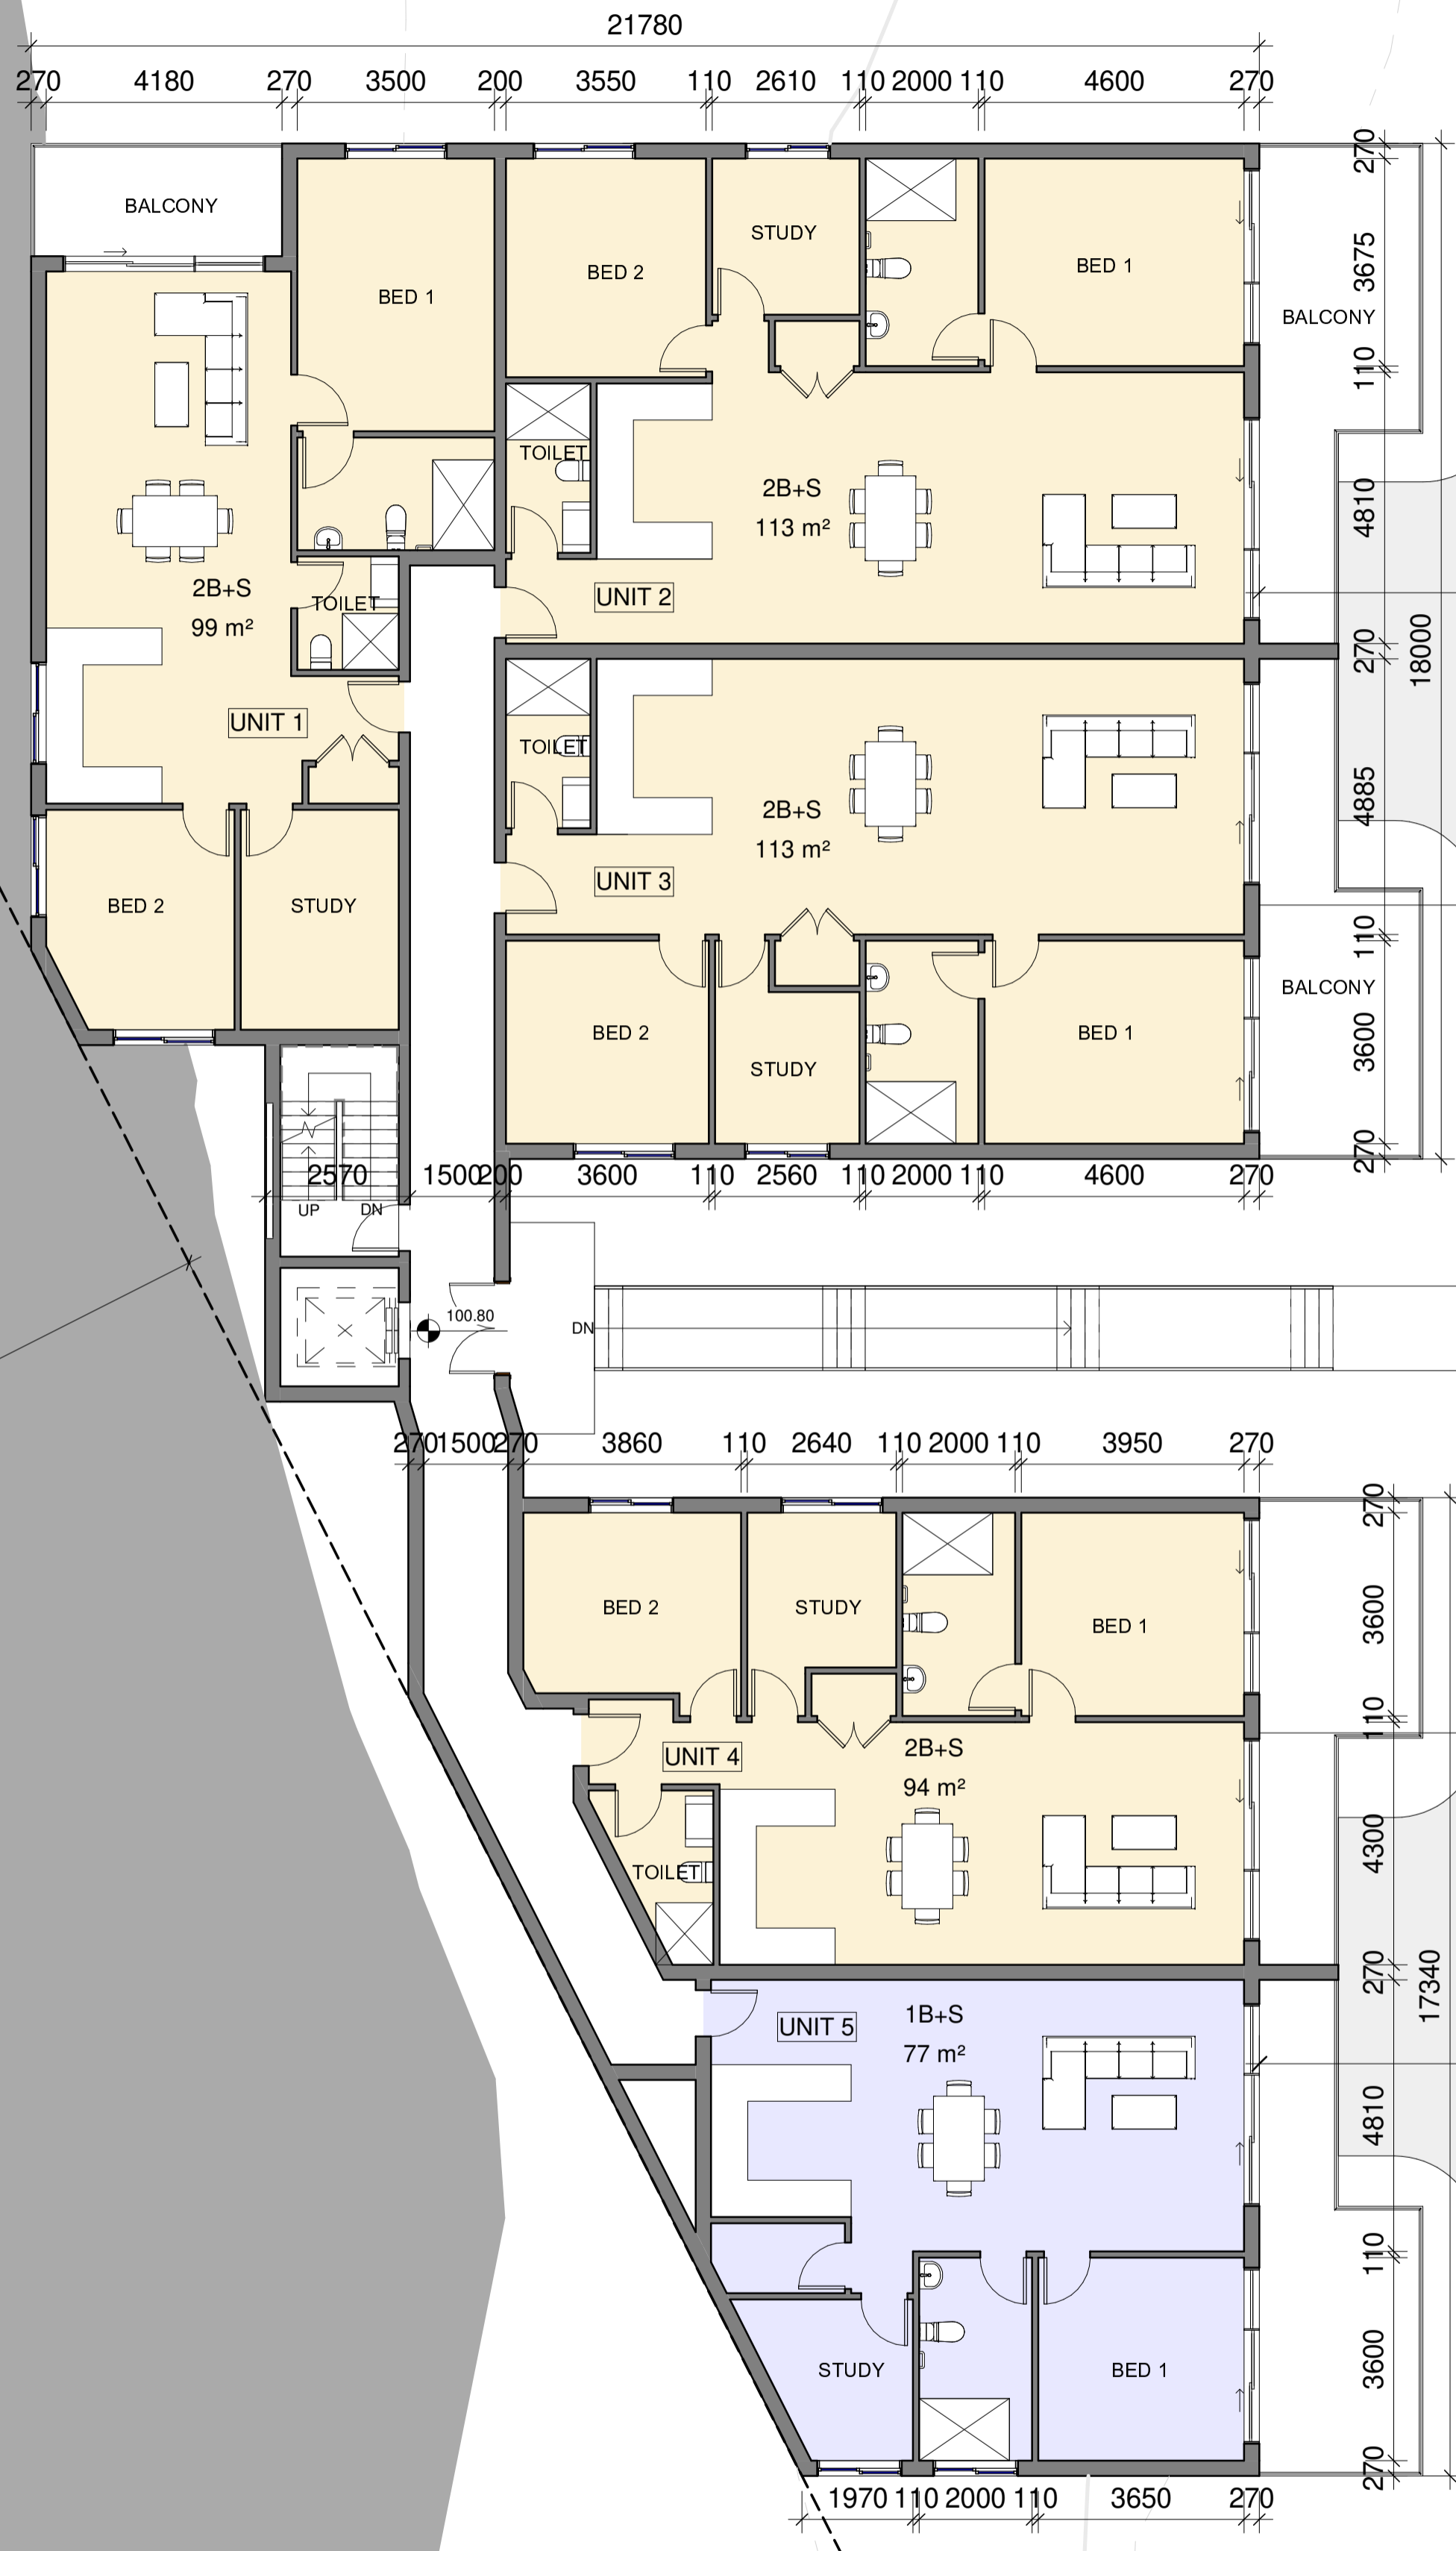 21780
270 4180 270 3500 200 3550 110 2610 110 2000 110 4600 270
270
BALCONY
STUDY
BED 1
BED 2
BED 1
3675
BALCONY
110
TOILET
2B+S
113 m²
4810
2B+S
99 m²
TOILET
UNIT 2
270
18000
UNIT 1
TOILET
2B+S
113 m²
4885
UNIT 3
BED 2
STUDY
110
BALCONY
BED 2
BED 1
3600
STUDY
270
2570 1500 200 3600 110 2560 110 2000 110 4600 270
UP DN
100.80
DN
270 1500 270 3860 110 2640 110 2000 110 3950 270
270
BED 2
STUDY
BED 1
3600
110
UNIT 4
2B+S
94 m²
4300
TOILET
270
17340
UNIT 5
1B+S
77 m²
4810
110
STUDY
BED 1
3600
270
1970 110 2000 110 3650 270